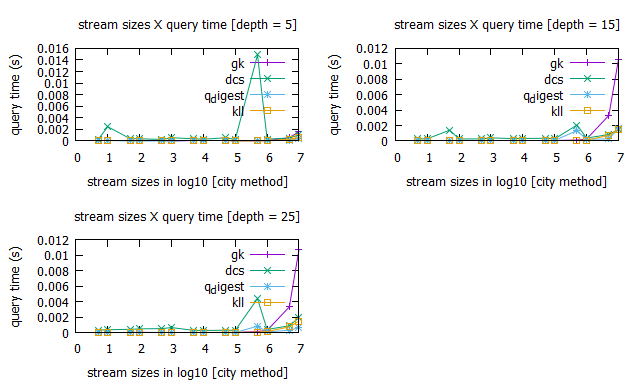 stream sizes X query time [depth = 5]
query time (s)
0.016
0.014
0.012
0.01
0.008
0.006
0.004
0.002
0
gk
dcs
qdigest
kll
0 1 2 3 4 5 6 7
stream sizes in log10 [city method]
stream sizes X query time [depth = 15]
query time (s)
0.012
0.01
0.008
0.006
0.004
0.002
0
gk
dcs
qdigest
kll
0 1 2 3 4 5 6 7
stream sizes in log10 [city method]
stream sizes X query time [depth = 25]
query time (s)
0.012
0.01
0.008
0.006
0.004
0.002
0
gk
dcs
qdigest
kll
0 1 2 3 4 5 6 7
stream sizes in log10 [city method]